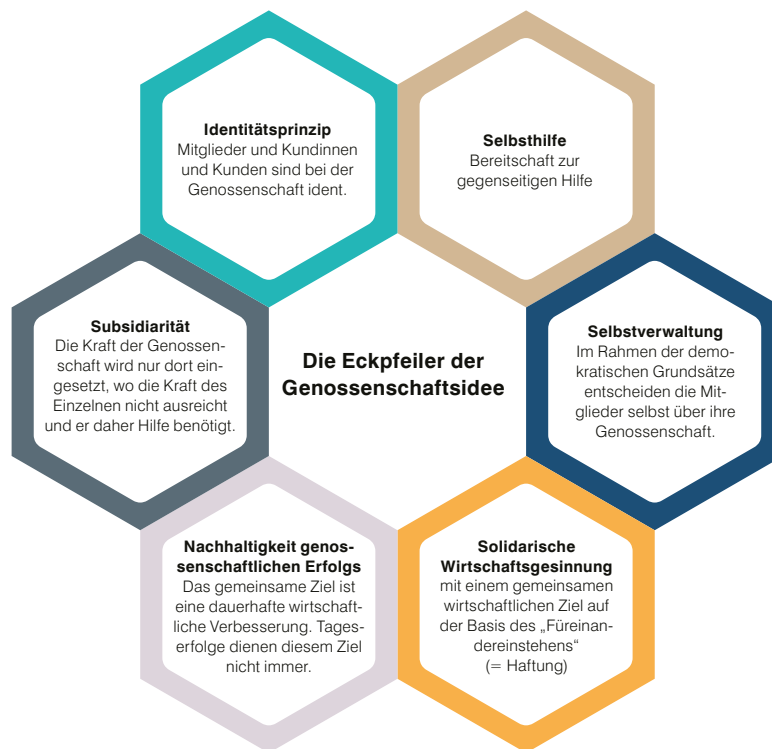 Identitätsprinzip
Mitglieder und Kundinnen
und Kunden sind bei der
Genossenschaft ident.
Selbsthilfe
Bereitschaft zur
gegenseitigen Hilfe
Subsidiarität
Die Kraft der Genossen-
schaft wird nur dort ein-
gesetzt, wo die Kraft des
Einzelnen nicht ausreicht
und er daher Hilfe benötigt.
Die Eckpfeiler der
Genossenschaftsidee
Selbstverwaltung
Im Rahmen der demo-
kratischen Grundsätze
entscheiden die Mit-
glieder selbst über ihre
Genossenschaft.
Nachhaltigkeit genos-
senschaftlichen Erfolgs
Das gemeinsame Ziel ist
eine dauerhafte wirtschaft-
liche Verbesserung. Tages-
erfolge dienen diesem Ziel
nicht immer.
Solidarische
Wirtschaftsgesinnung
mit einem gemeinsamen
wirtschaftlichen Ziel auf
der Basis des „Füreinan-
dereinstehens“
(= Haftung)